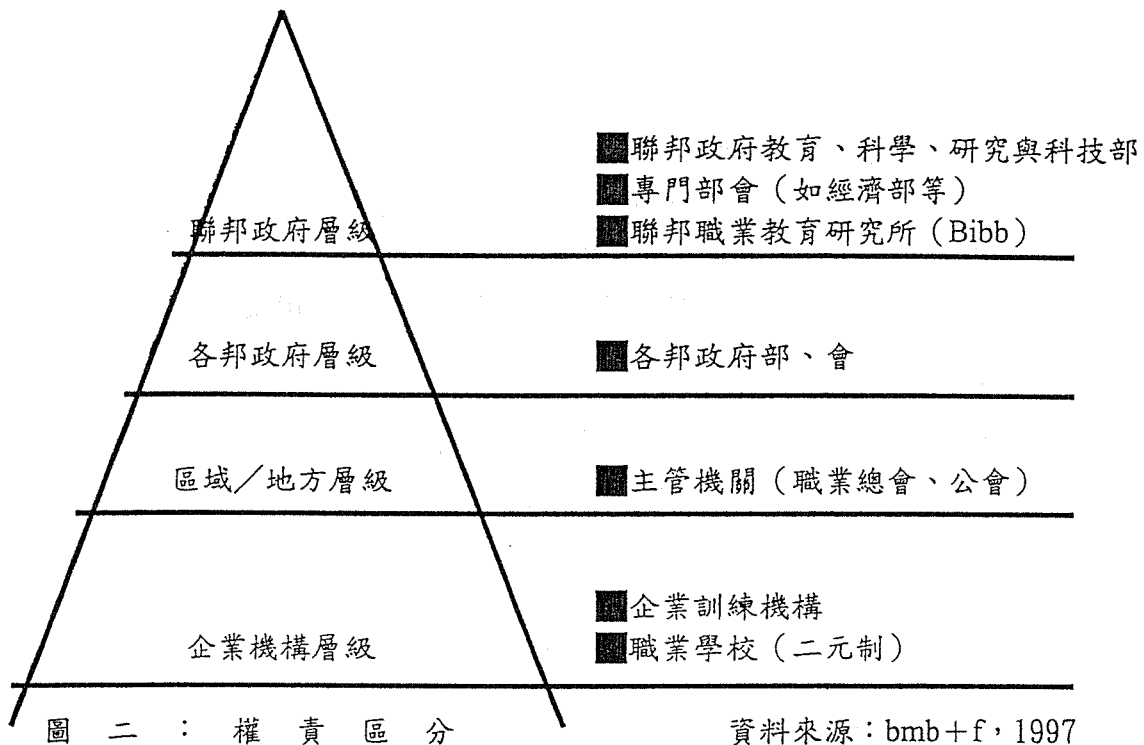 ■聯邦政府教育、科學、研究與科技部
■專門部會（如經濟部等）
聯邦政府層級
■聯邦職業教育研究所（Bibb）
各邦政府層級
■各邦政府部、會
區域／地方層級
■主管機關（職業總會、公會）
■企業訓練機構
企業機構層級
■職業學校（二元制）
圖二：權責區分
資料來源：bmb+f，1997